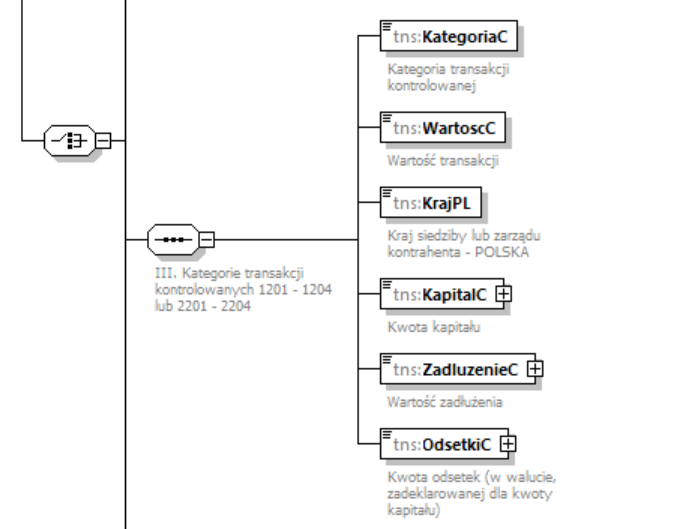 tns:KategoriaC
Kategoria transakcji
kontrolowanej
tns:WartoscC
Wartość transakcji
tns:KrajPL
Kraj siedziby lub zarządu
kontrahenta - POLSKA
III. Kategorie transakcji
kontrolowanych 1201 - 1204
lub 2201 - 2204
tns:KapitalC
Kwota kapitału
tns:ZadluzenieC
Wartość zadłużenia
tns:OdsetkiC
Kwota odsetek (w walucie,
zadeklarowanej dla kwoty
kapitału)